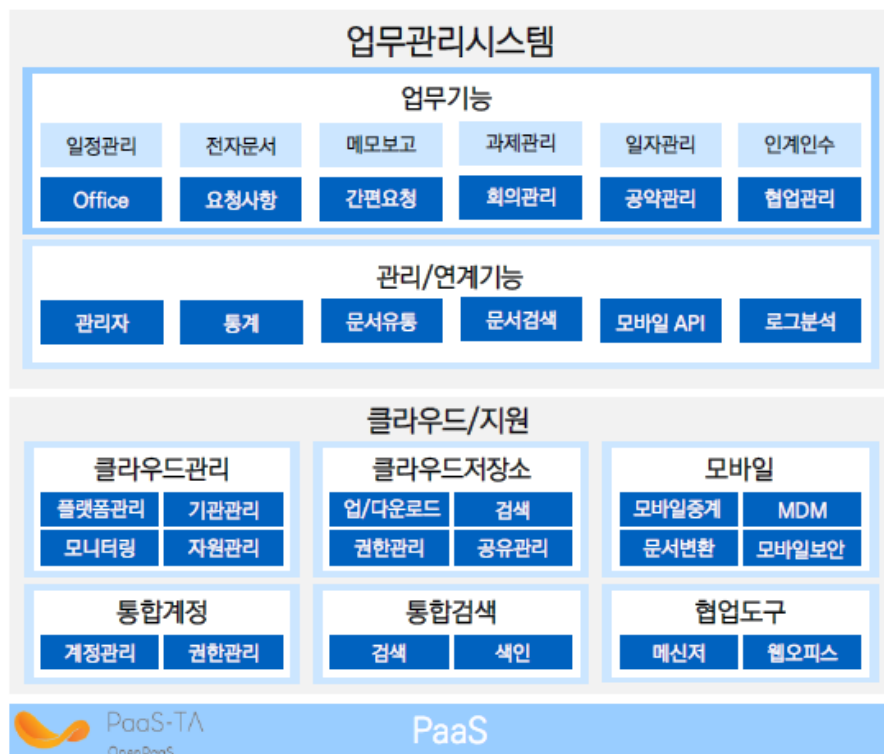 업무관리시스템
업무기능
일정관리 전자문서 메모보고 과제관리 일자관리 인계인수
Office 요청사항 간편요청 회의관리 공약관리 협업관리
관리/연계기능
관리자 통계 문서유통 문서검색 모바일 API 로그분석
클라우드/지원
클라우드관리 클라우드저장소 모바일
플랫폼관리 기관관리 업/다운로드 검색 모바일중계 MDM
모니터링 자원관리 권한관리 공유관리 문서변환 모바일보안
통합계정 통합검색 협업도구
계정관리 권한관리 검색 색인 메신저 웹오피스
PaaS-TA PaaS
OpenPaaS